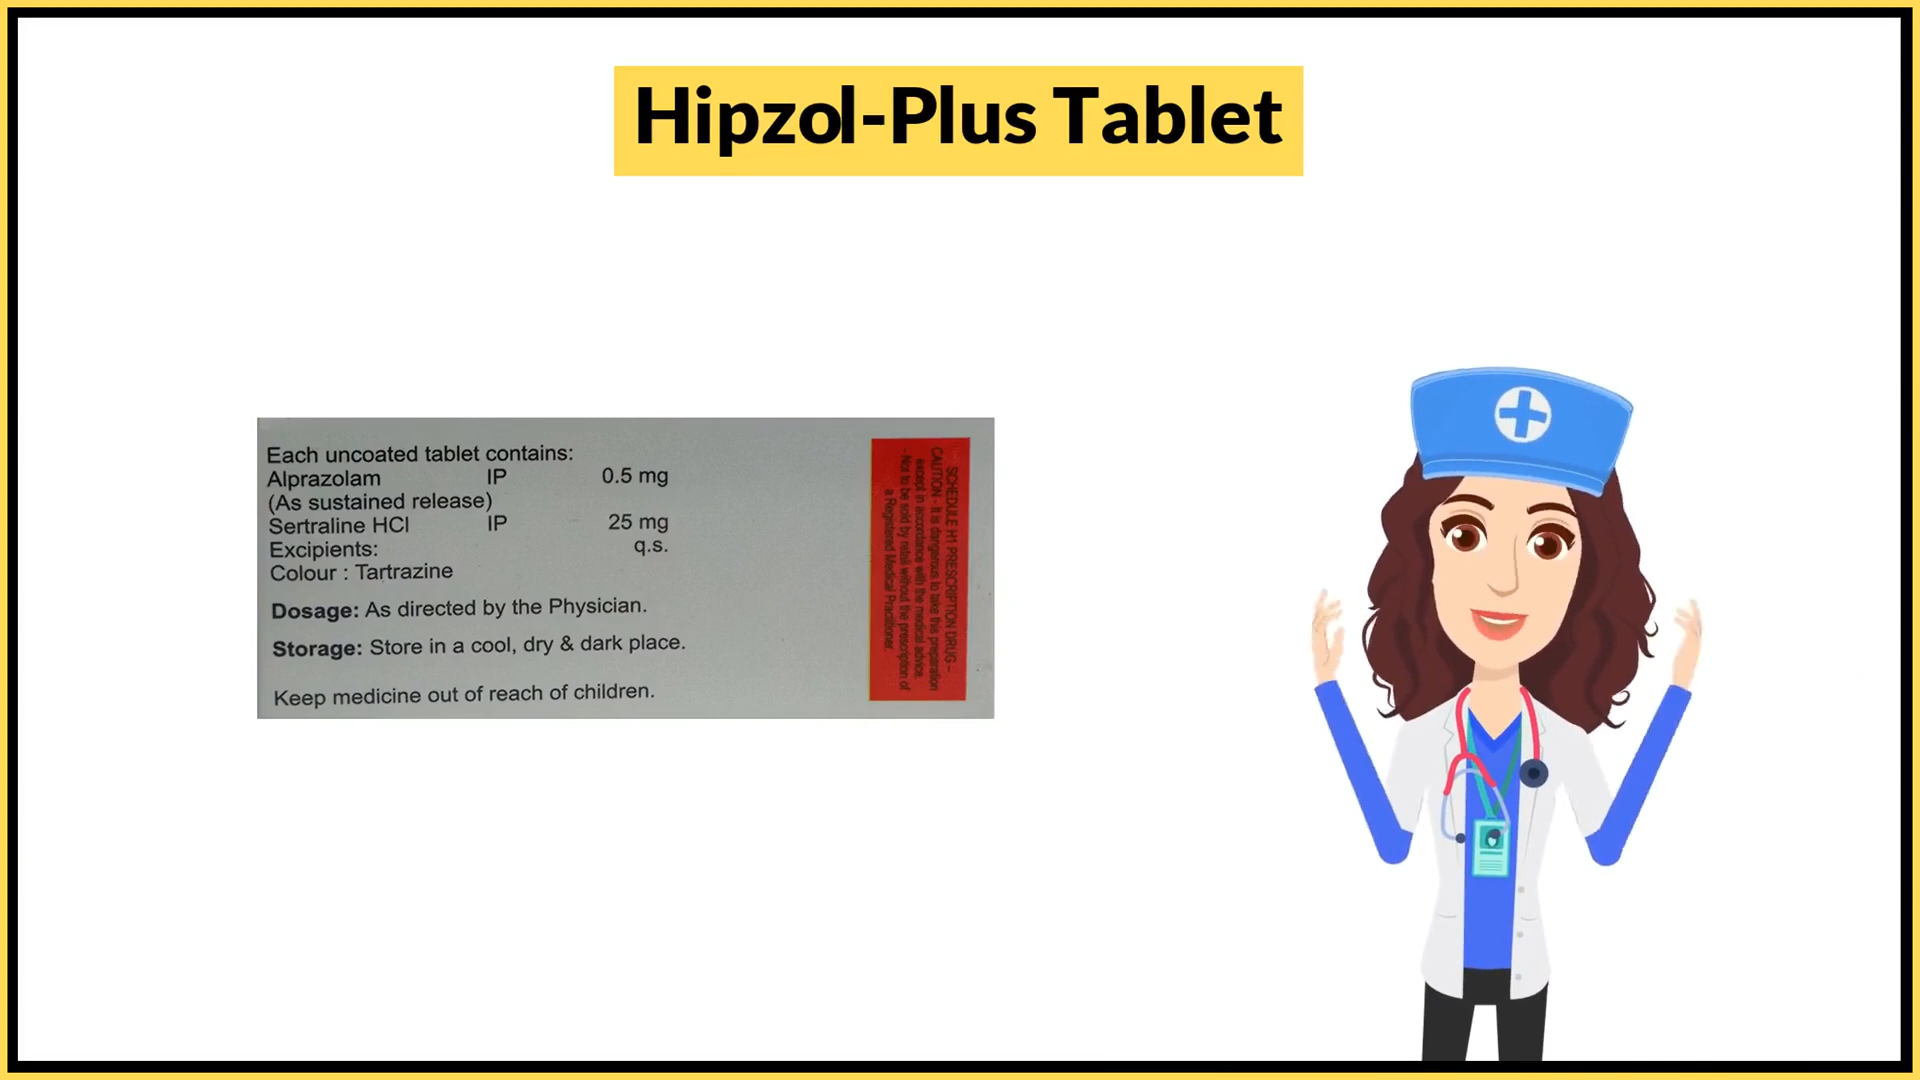 Hipzol-Plus Tablet
Each uncoated tablet contains:
Alprazolam IP 0.5 mg
(As sustained release)
Sertraline HCl IP 25 mg
Excipients: q.s.
Colour : Tartrazine
Dosage: As directed by the Physician.
Storage: Store in a cool, dry & dark place.
Keep medicine out of reach of children.
SCHEDULE H1 PRESCRIPTION DRUG –
CAUTION - It is dangerous to take this preparation
except in accordance with the medical advice.
- Not to be sold by retail without the prescription of
a Registered Medical Practitioner.